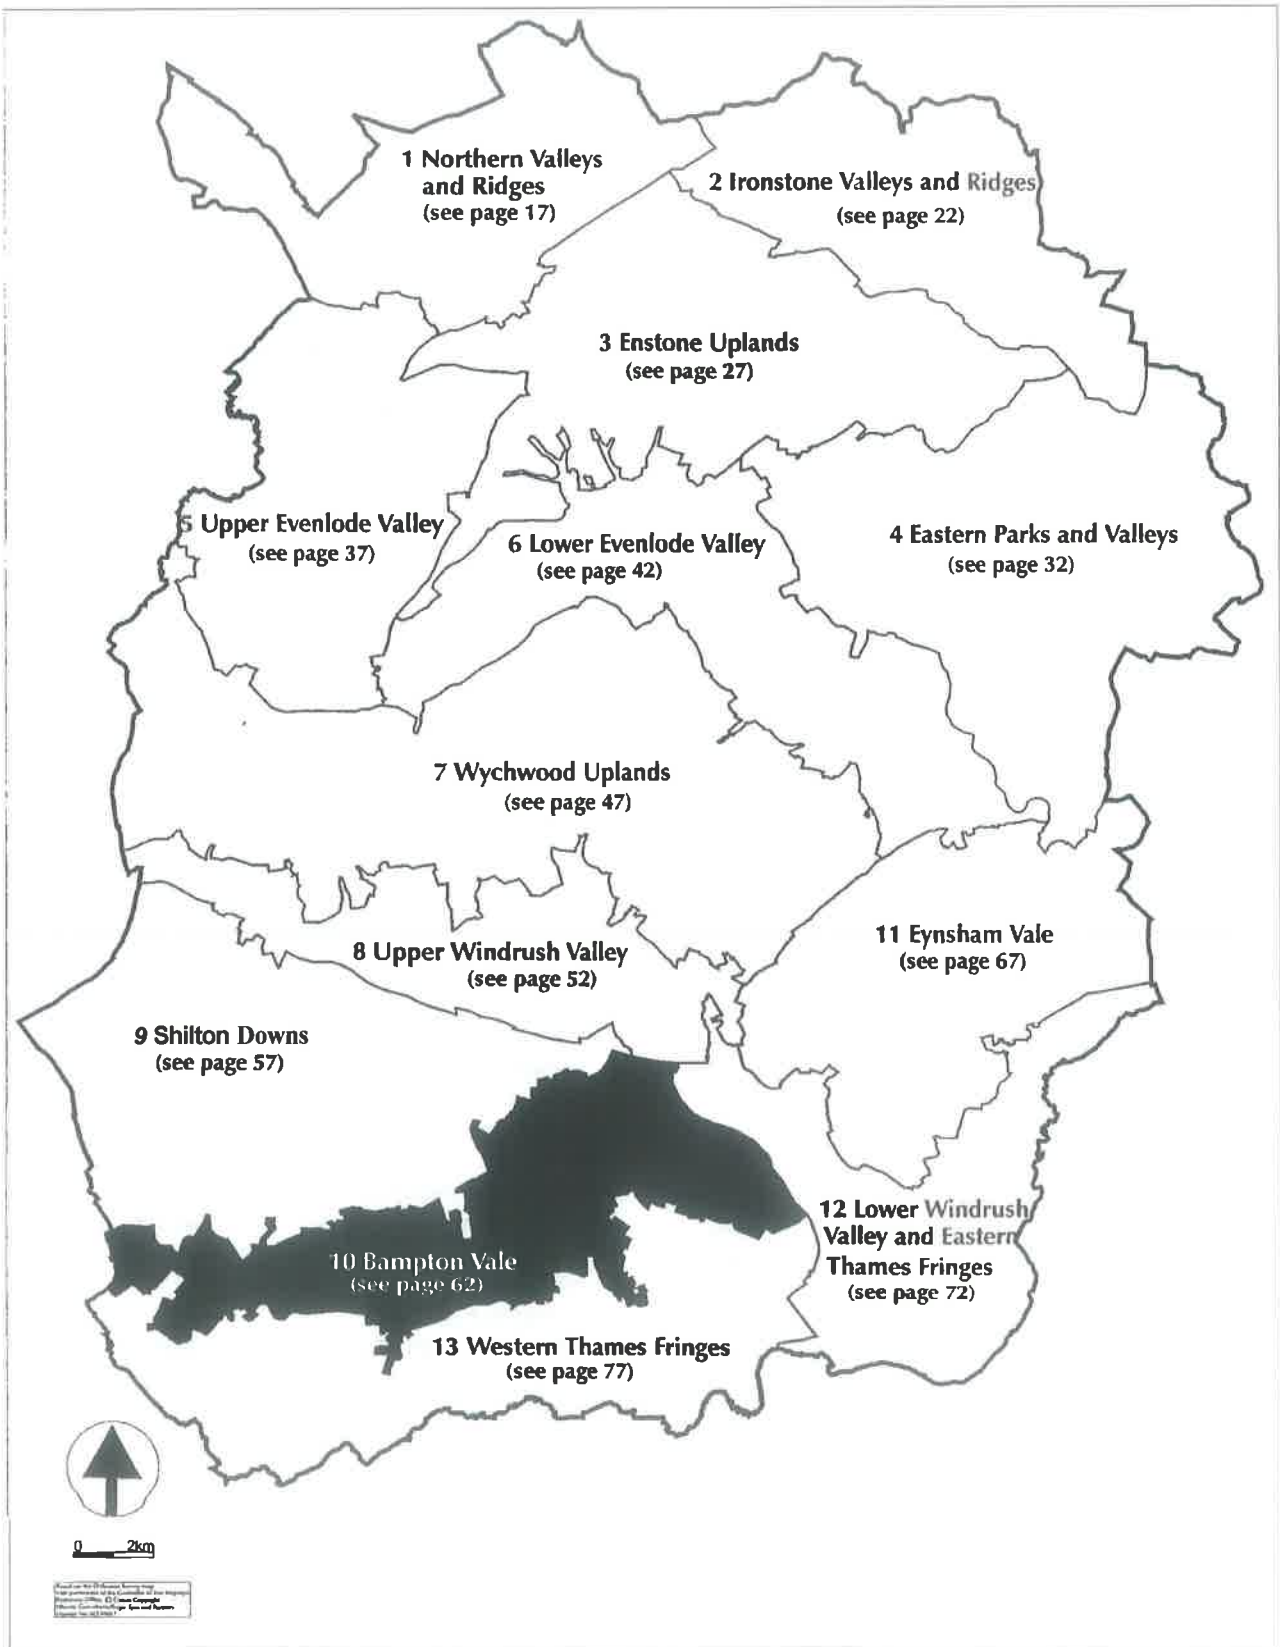 1 Northern Valleys
and Ridges
(see page 17)
2 Ironstone Valleys and Ridges
(see page 22)
3 Enstone Uplands
(see page 27)
5 Upper Evenlode Valley
(see page 37)
6 Lower Evenlode Valley
(see page 42)
4 Eastern Parks and Valleys
(see page 32)
7 Wychwood Uplands
(see page 47)
8 Upper Windrush Valley
(see page 52)
11 Eynsham Vale
(see page 67)
9 Shilton Downs
(see page 57)
10 Bampton Vale
(see page 62)
12 Lower Windrush
Valley and Eastern
Thames Fringes
(see page 72)
13 Western Thames Fringes
(see page 77)
0 2km